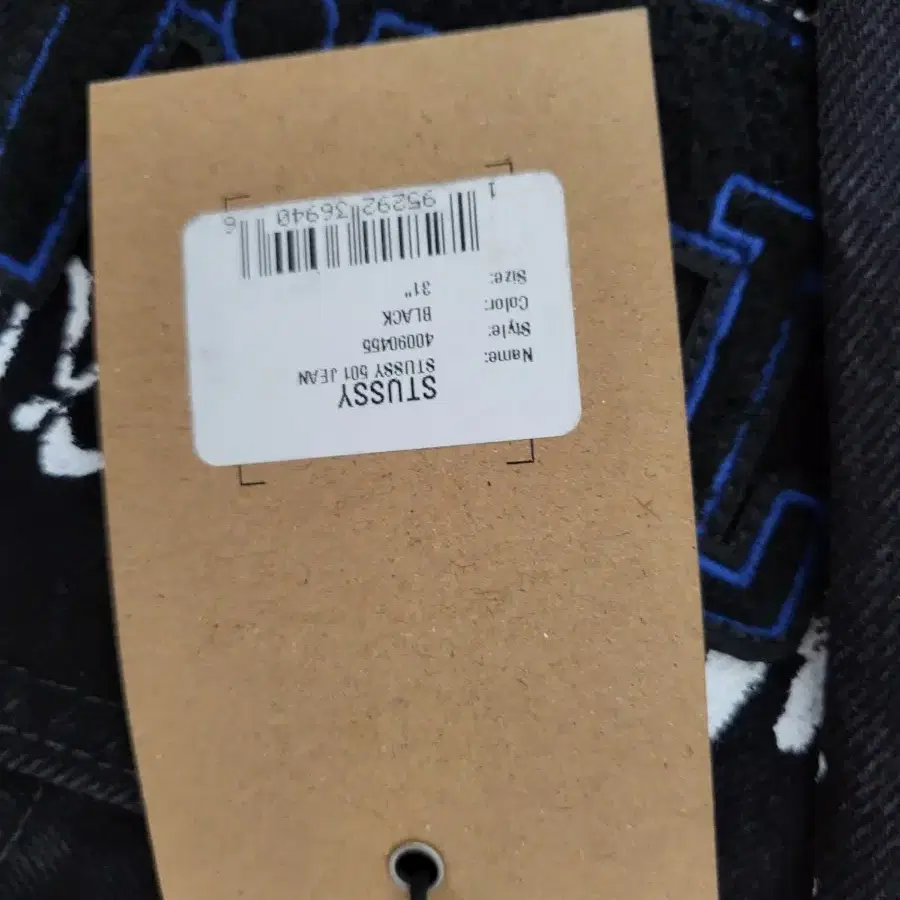 STUSSY
Name: STUSSY 501 JEAN
Style: 40090455
Color: BLACK
Size: 31"
1 95292 36940 6